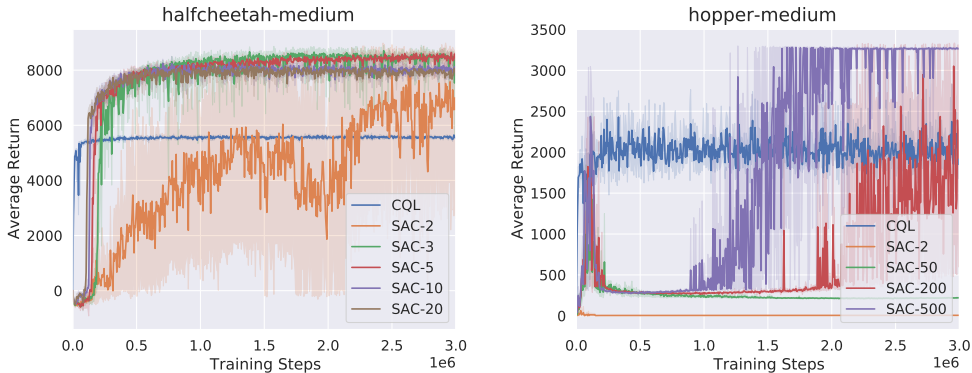 halfcheetah-medium
Average Return
8000
6000
4000
2000
0
0.0 0.5 1.0 1.5 2.0 2.5 3.0
Training Steps
1e6
CQL
SAC-2
SAC-3
SAC-5
SAC-10
SAC-20
hopper-medium
Average Return
3500
3000
2500
2000
1500
1000
500
0
0.0 0.5 1.0 1.5 2.0 2.5 3.0
Training Steps
1e6
CQL
SAC-2
SAC-50
SAC-200
SAC-500